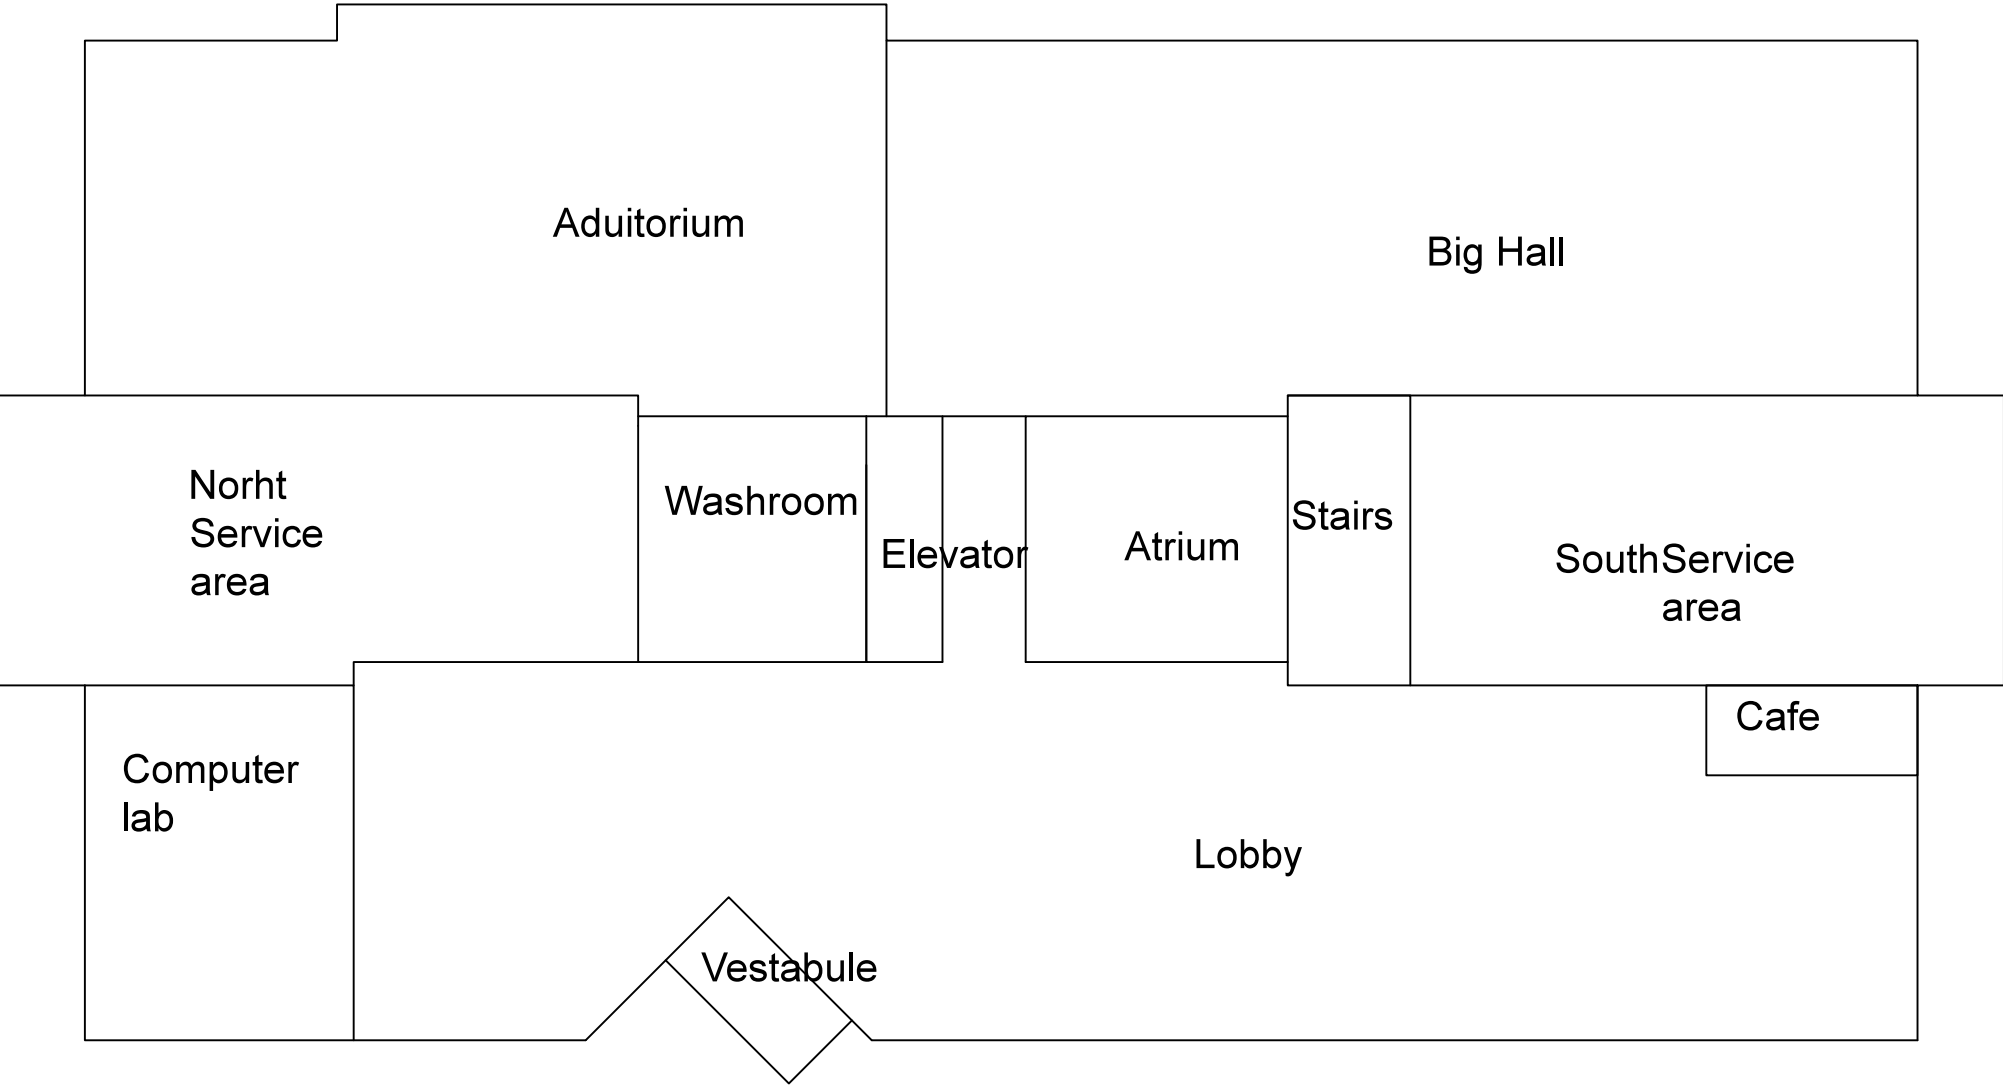 Aduitorium
Big Hall
Norht
Service
area
Washroom
Elevator
Atrium
Stairs
SouthService
area
Computer
lab
Cafe
Lobby
Vestabule